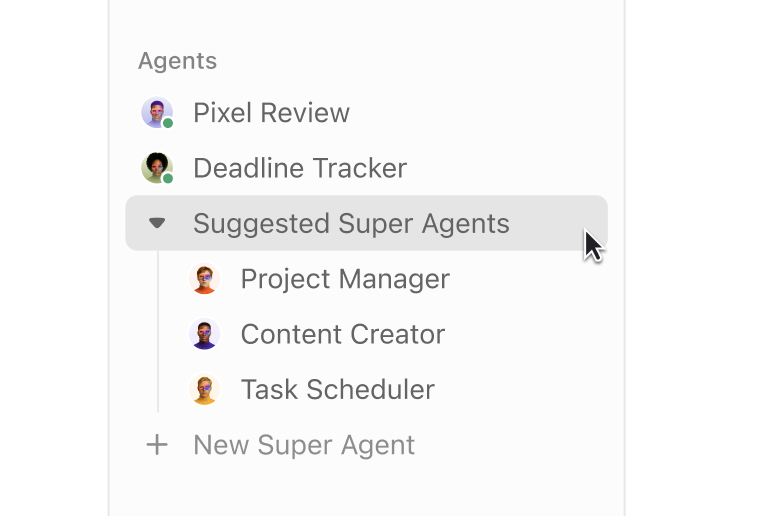 Agents
Pixel Review
Deadline Tracker
Suggested Super Agents
Project Manager
Content Creator
Task Scheduler
New Super Agent